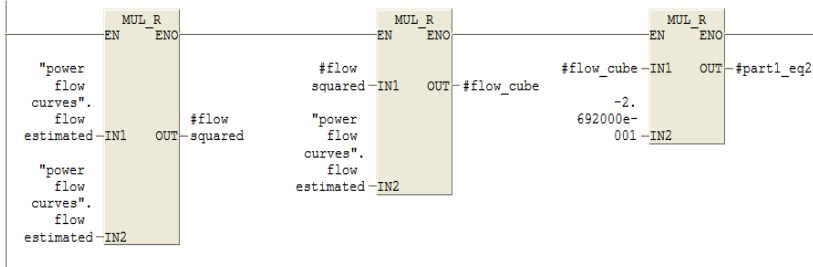 MUL_R
EN ENO
"power
flow
curves".
flow
estimated IN1
OUT #flow
squared
"power
flow
curves".
flow
estimated IN2
MUL_R
EN ENO
#flow
squared IN1
OUT #flow_cube
"power
flow
curves".
flow
estimated IN2
MUL_R
EN ENO
#flow_cube IN1 OUT #part1_eq2
-2.
692000e-
001 IN2